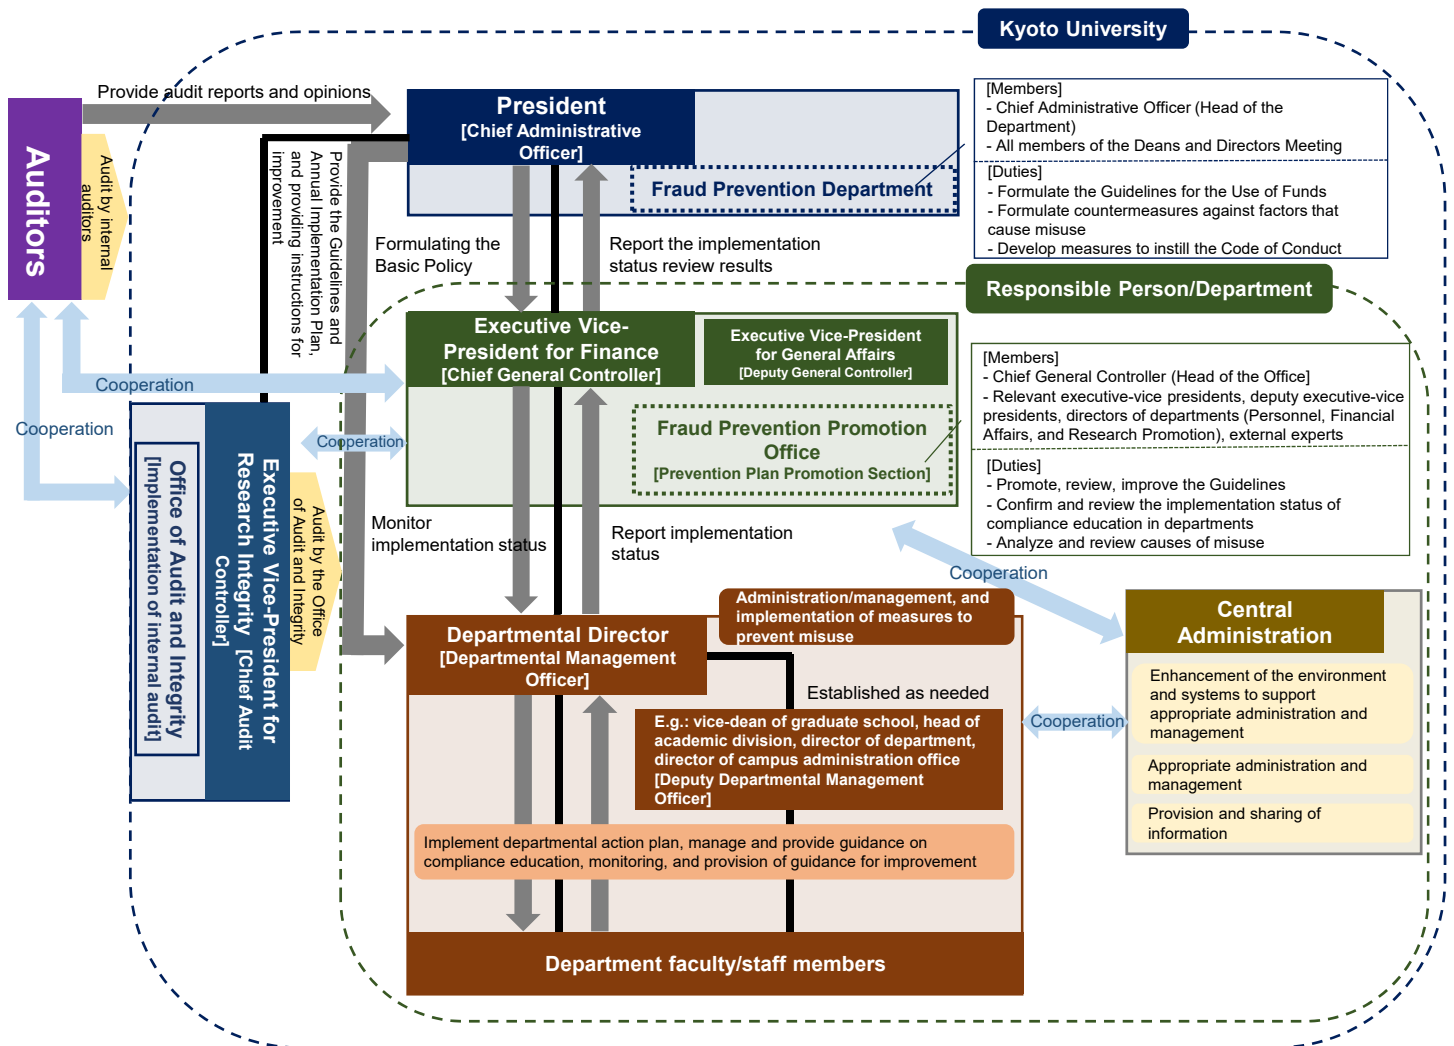 Kyoto University
Provide audit reports and opinions
Auditors
Audit by internal
auditors
President
[Chief Administrative
Officer]
Fraud Prevention Department
[Members]
- Chief Administrative Officer (Head of the
Department)
- All members of the Deans and Directors Meeting
[Duties]
- Formulate the Guidelines for the Use of Funds
- Formulate countermeasures against factors that
cause misuse
- Develop measures to instill the Code of Conduct
Provide the Guidelines and
Annual Implementation Plan,
and providing instructions for
improvement
Formulating the
Basic Policy
Report the implementation
status review results
Responsible Person/Department
Executive Vice-
President for Finance
[Chief General Controller]
Executive Vice-President
for General Affairs
[Deputy General Controller]
Fraud Prevention Promotion
Office
[Prevention Plan Promotion Section]
[Members]
- Chief General Controller (Head of the Office]
- Relevant executive-vice presidents, deputy executive-vice
presidents, directors of departments (Personnel, Financial
Affairs, and Research Promotion), external experts
[Duties]
- Promote, review, improve the Guidelines
- Confirm and review the implementation status of
compliance education in departments
- Analyze and review causes of misuse
Cooperation
Cooperation
Cooperation
Office of Audit and Integrity
[Implementation of internal audit]
Executive Vice-President for
Research Integrity [Chief Audit
Controller]
Audit by the Office
of Audit and Integrity
Monitor
implementation status
Report implementation
status
Cooperation
Departmental Director
[Departmental Management
Officer]
Administration/management, and
implementation of measures to
prevent misuse
Established as needed
E.g.: vice-dean of graduate school, head of
academic division, director of department,
director of campus administration office
[Deputy Departmental Management
Officer]
Cooperation
Central
Administration
Enhancement of the environment
and systems to support
appropriate administration and
management
Appropriate administration and
management
Provision and sharing of
information
Implement departmental action plan, manage and provide guidance on
compliance education, monitoring, and provision of guidance for improvement
Department faculty/staff members